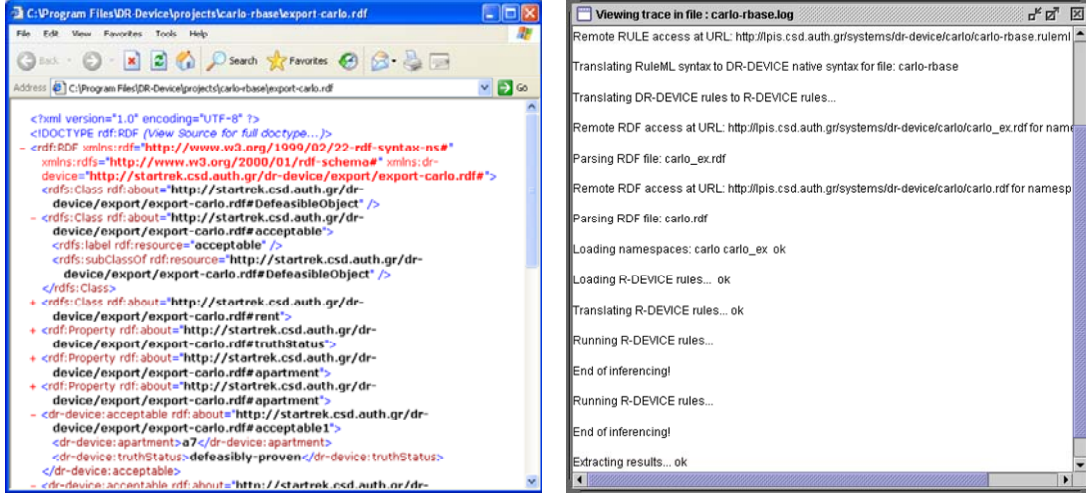 C:\Program Files\DR-Device\projects\carlo-rbase\export-carlo.rdf
File Edit View Favorites Tools Help
Back Search Favorites
Address C:\Program Files\DR-Device\projects\carlo-rbase\export-carlo.rdf Go
<?xml version="1.0" encoding="UTF-8" ?>
<!DOCTYPE rdf:RDF (View Source for full doctype...)>
- <rdf:RDF xmlns:rdf="http://www.w3.org/1999/02/22-rdf-syntax-ns#"
xmlns:rdfs="http://www.w3.org/2000/01/rdf-schema#" xmlns:dr-
device="http://startrek.csd.auth.gr/dr-device/export/export-carlo.rdf#">
<rdfs:Class rdf:about="http://startrek.csd.auth.gr/dr-
device/export/export-carlo.rdf#DefeasibleObject" />
- <rdfs:Class rdf:about="http://startrek.csd.auth.gr/dr-
device/export/export-carlo.rdf#acceptable">
<rdfs:label rdf:resource="acceptable" />
<rdfs:subClassOf rdf:resource="http://startrek.csd.auth.gr/dr-
device/export/export-carlo.rdf#DefeasibleObject" />
</rdfs:Class>
+ <rdfs:Class rdf:about="http://startrek.csd.auth.gr/dr-
device/export/export-carlo.rdf#rent">
+ <rdf:Property rdf:about="http://startrek.csd.auth.gr/dr-
device/export/export-carlo.rdf#truthStatus">
+ <rdf:Property rdf:about="http://startrek.csd.auth.gr/dr-
device/export/export-carlo.rdf#apartment">
+ <rdf:Property rdf:about="http://startrek.csd.auth.gr/dr-
device/export/export-carlo.rdf#apartment">
- <dr-device:acceptable rdf:about="http://startrek.csd.auth.gr/dr-
device/export/export-carlo.rdf#acceptable1">
<dr-device:apartment>a7</dr-device:apartment>
<dr-device:truthStatus>defeasibly-proven</dr-device:truthStatus>
</dr-device:acceptable>
- <dr-device:acceptable rdf:about="http://startrek.csd.auth.gr/dr-
Viewing trace in file : carlo-rbase.log
Remote RULE access at URL: http://lpis.csd.auth.gr/systems/dr-device/carlo/carlo-rbase.ruleml
Translating RuleML syntax to DR-DEVICE native syntax for file: carlo-rbase
Translating DR-DEVICE rules to R-DEVICE rules...
Remote RDF access at URL: http://lpis.csd.auth.gr/systems/dr-device/carlo/carlo_ex.rdf for name
Parsing RDF file: carlo_ex.rdf
Remote RDF access at URL: http://lpis.csd.auth.gr/systems/dr-device/carlo/carlo.rdf for namesp
Parsing RDF file: carlo.rdf
Loading namespaces: carlo carlo_ex ok
Loading R-DEVICE rules... ok
Translating R-DEVICE rules... ok
Running R-DEVICE rules...
End of inferencing!
Running R-DEVICE rules...
End of inferencing!
Extracting results... ok